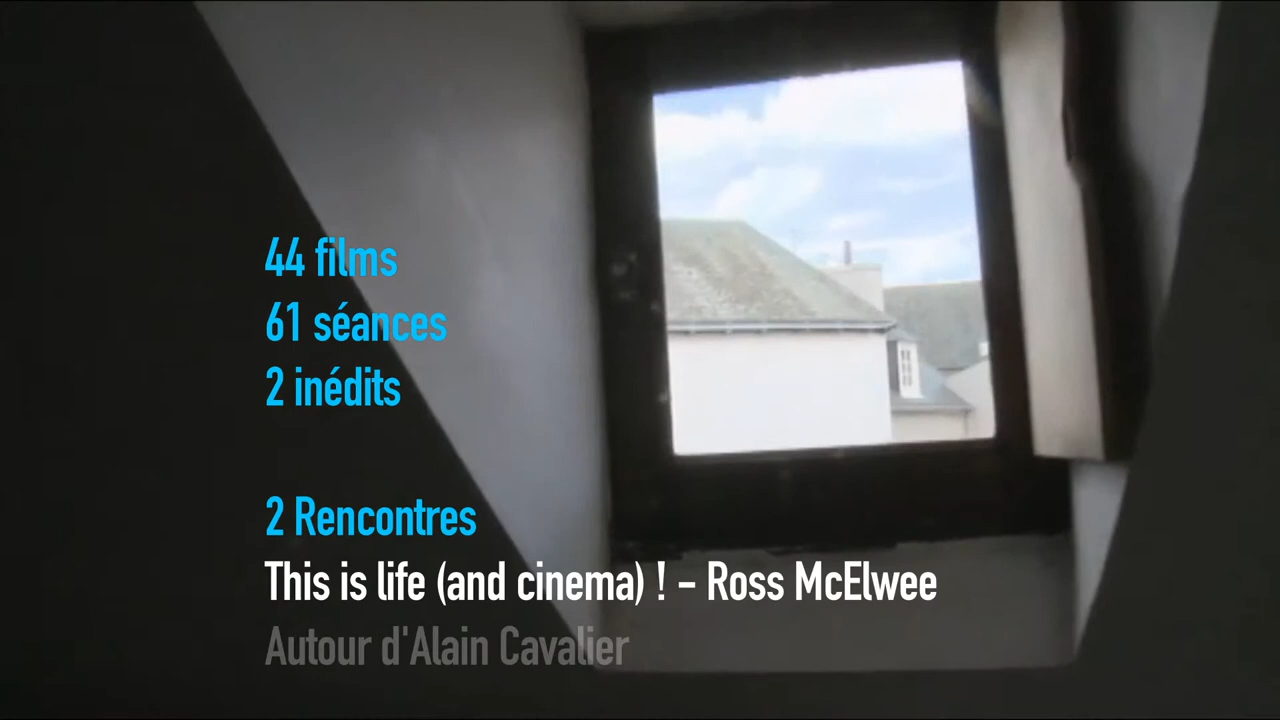 44 films
61 séances
2 inédits
2 Rencontres
This is life (and cinema) ! - Ross McElwee
Autour d'Alain Cavalier